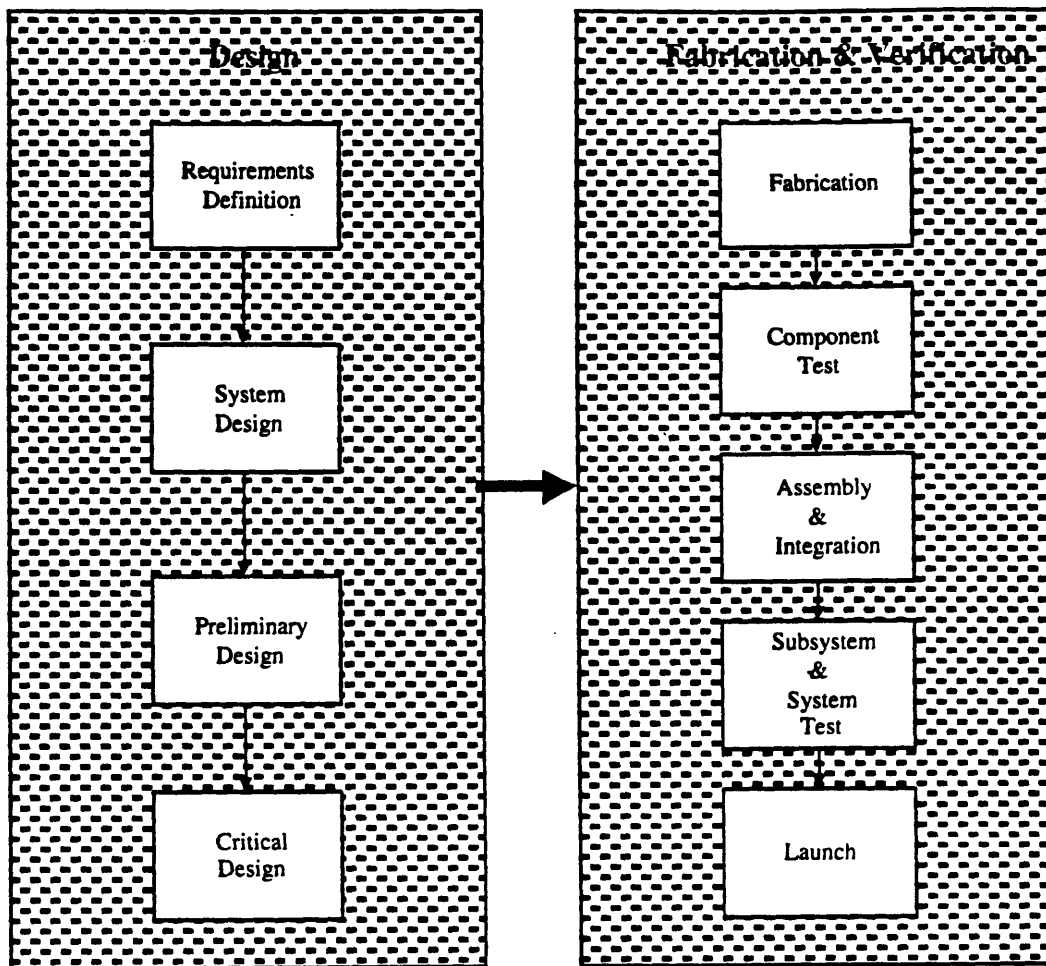 Design
Requirements
Definition
System
Design
Preliminary
Design
Critical
Design
Fabrication & Verification
Fabrication
Component
Test
Assembly
&
Integration
Subsystem
&
System
Test
Launch